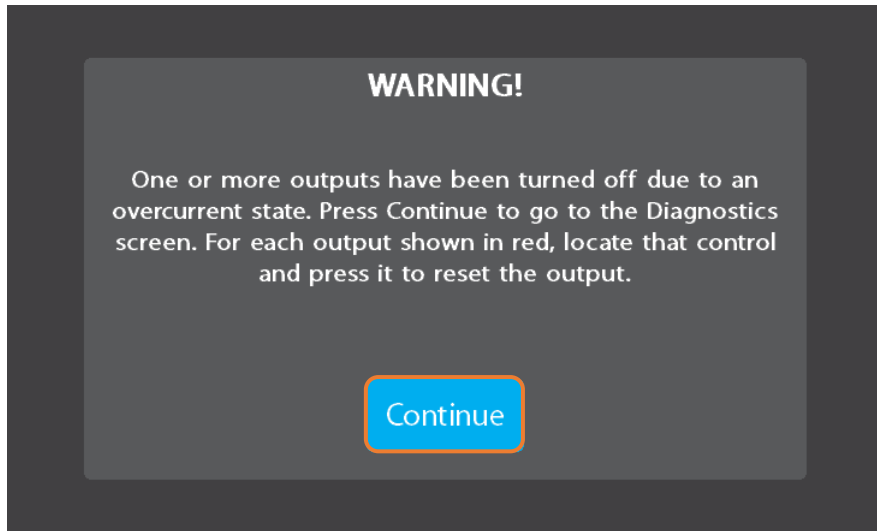 WARNING!
One or more outputs have been turned off due to an
overcurrent state. Press Continue to go to the Diagnostics
screen. For each output shown in red, locate that control
and press it to reset the output.
Continue